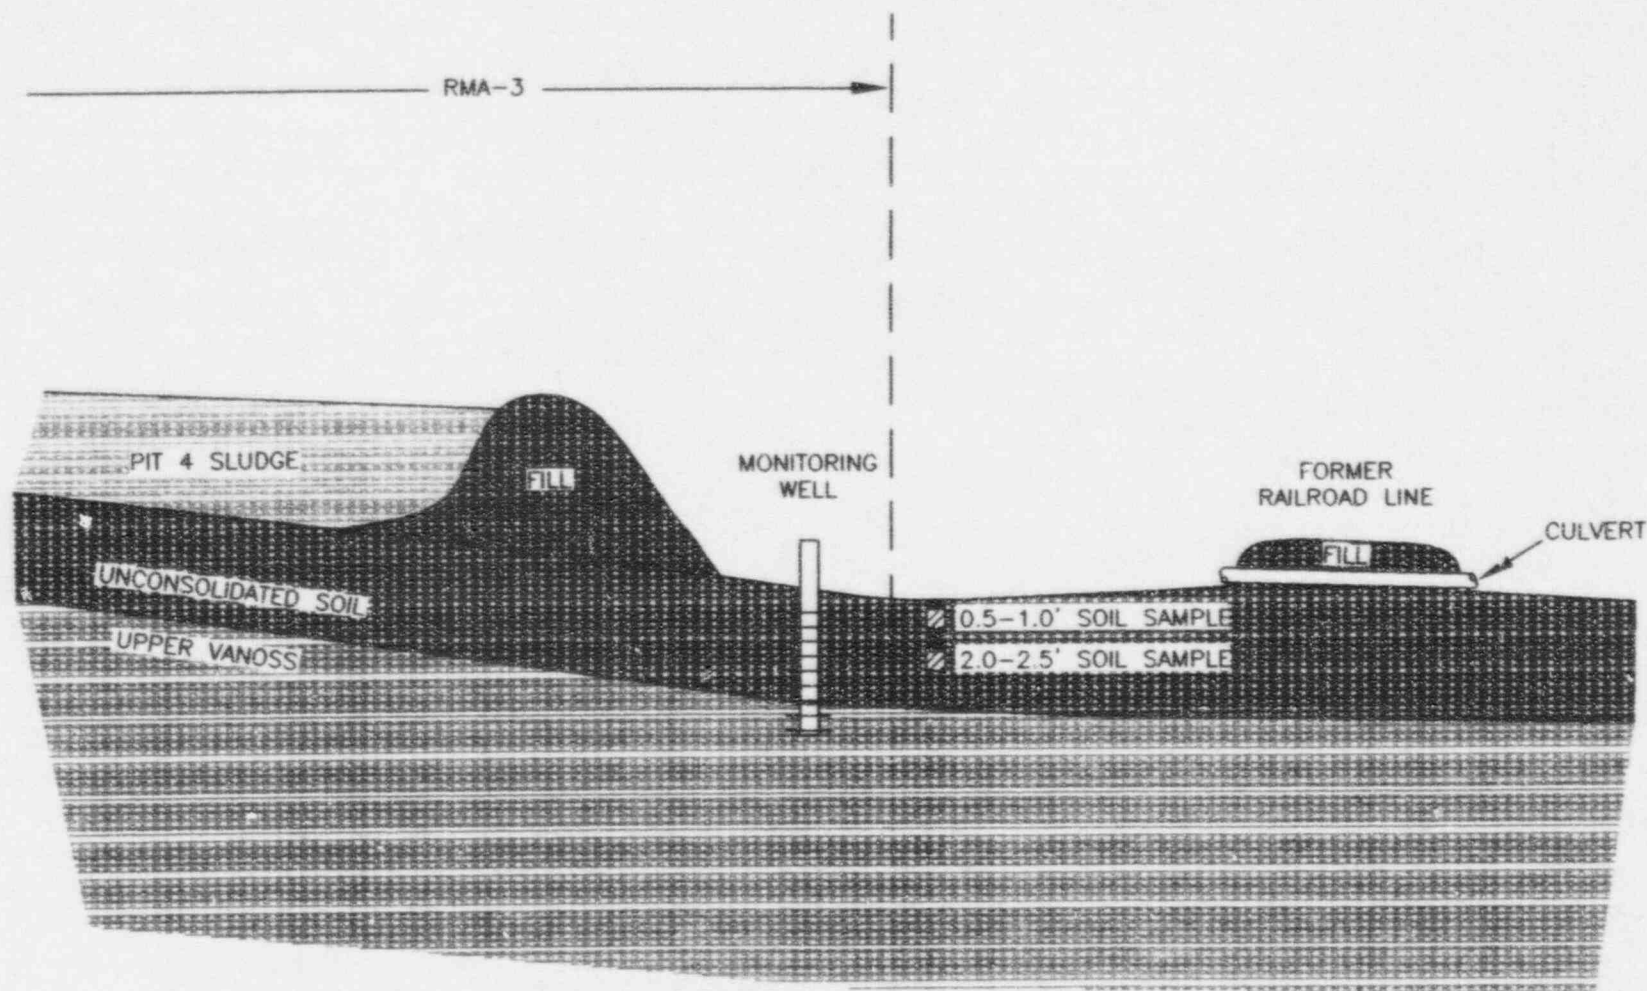 RMA-3
PIT 4 SLUDGE
FILL
MONITORING
WELL
FORMER
RAILROAD LINE
CULVERT
FILL
UNCONSOLIDATED SOIL
0.5-1.0' SOIL SAMPLE
UPPER VANOSS
2.0-2.5' SOIL SAMPLE